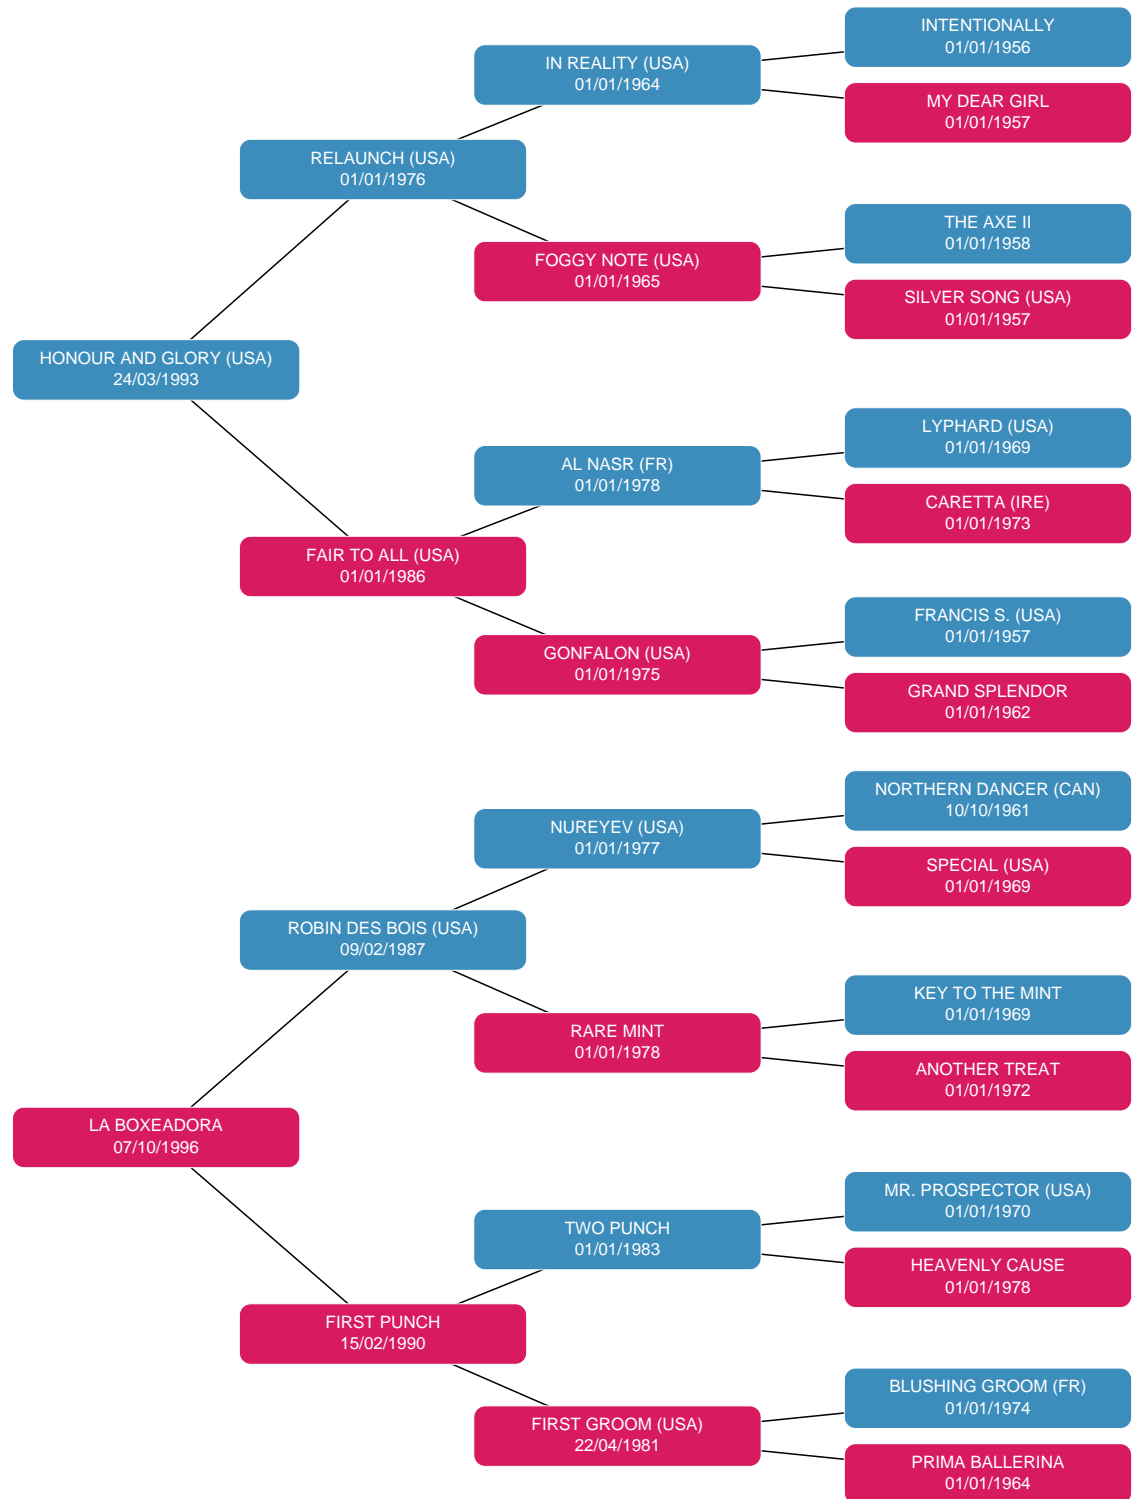 INTENTIONALLY
01/01/1956
IN REALITY (USA)
01/01/1964
MY DEAR GIRL
01/01/1957
RELAUNCH (USA)
01/01/1976
THE AXE II
01/01/1958
FOGGY NOTE (USA)
01/01/1965
SILVER SONG (USA)
01/01/1957
HONOUR AND GLORY (USA)
24/03/1993
LYPHARD (USA)
01/01/1969
AL NASR (FR)
01/01/1978
CARETTA (IRE)
01/01/1973
FAIR TO ALL (USA)
01/01/1986
FRANCIS S. (USA)
01/01/1957
GONFALON (USA)
01/01/1975
GRAND SPLENDOR
01/01/1962
NORTHERN DANCER (CAN)
10/10/1961
NUREYEV (USA)
01/01/1977
SPECIAL (USA)
01/01/1969
ROBIN DES BOIS (USA)
09/02/1987
KEY TO THE MINT
01/01/1969
RARE MINT
01/01/1978
ANOTHER TREAT
01/01/1972
LA BOXEADORA
07/10/1996
MR. PROSPECTOR (USA)
01/01/1970
TWO PUNCH
01/01/1983
HEAVENLY CAUSE
01/01/1978
FIRST PUNCH
15/02/1990
BLUSHING GROOM (FR)
01/01/1974
FIRST GROOM (USA)
22/04/1981
PRIMA BALLERINA
01/01/1964